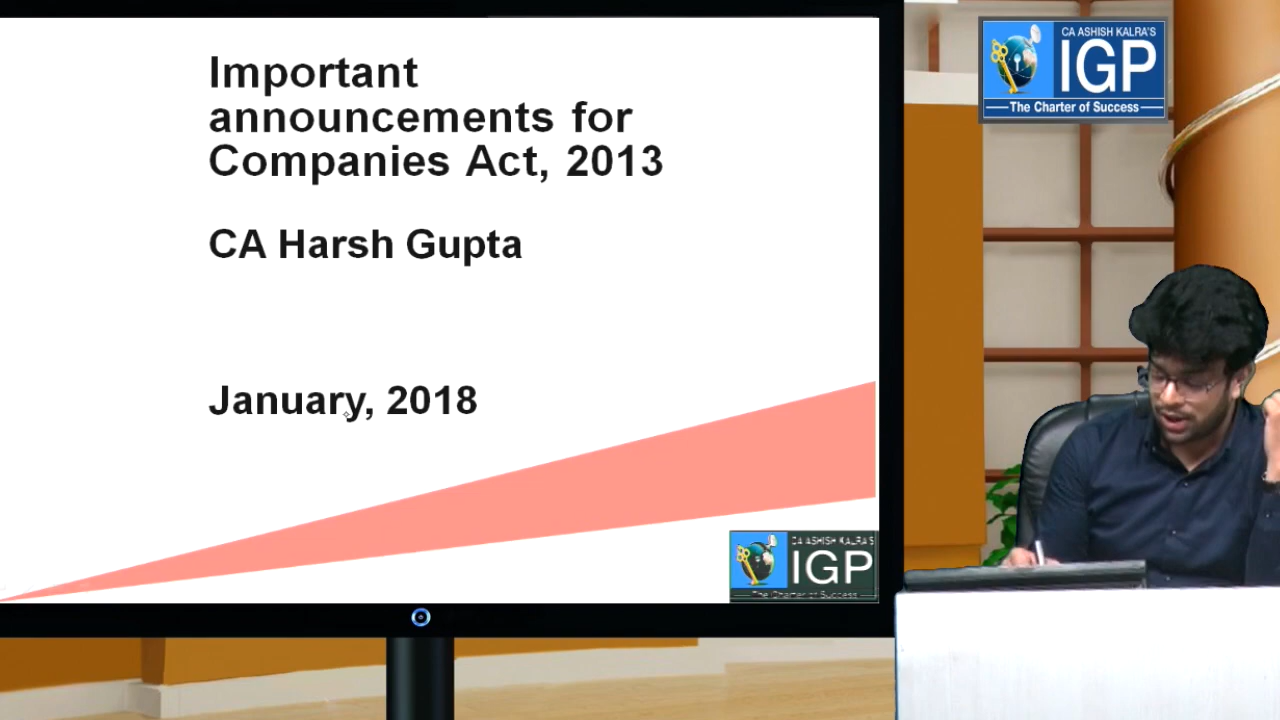 Important
announcements for
Companies Act, 2013
CA Harsh Gupta
January, 2018
CA ASHISH KALRA'S
IGP
The Charter of Success
CA ASHISH KALRA'S
IGP
The Charter of Success